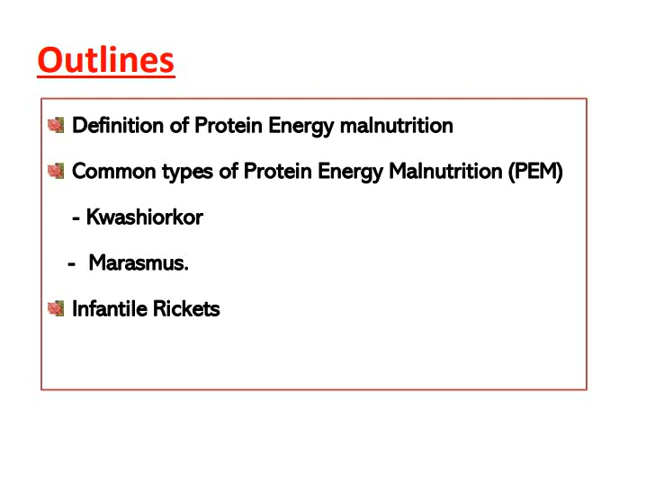 Outlines
Definition of Protein Energy malnutrition
Common types of Protein Energy Malnutrition (PEM)
- Kwashiorkor
- Marasmus.
Infantile Rickets